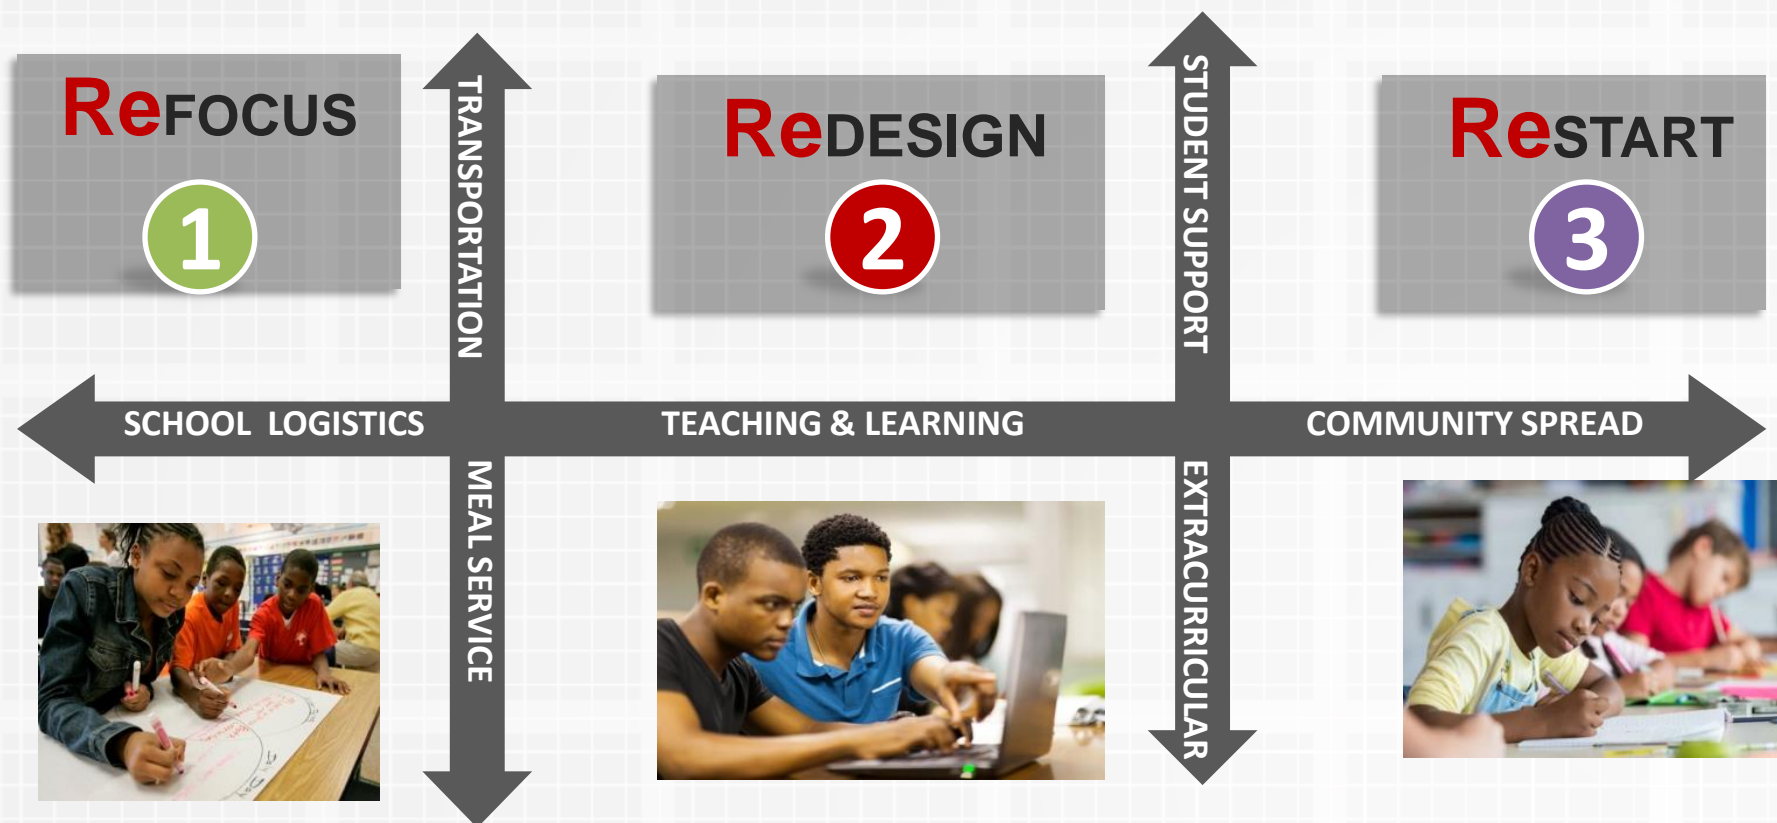 ReFOCUS
1
TRANSPORTATION
ReDESIGN
2
STUDENT SUPPORT
ReSTART
3
SCHOOL LOGISTICS
TEACHING & LEARNING
COMMUNITY SPREAD
MEAL SERVICE
EXTRACURRICULAR